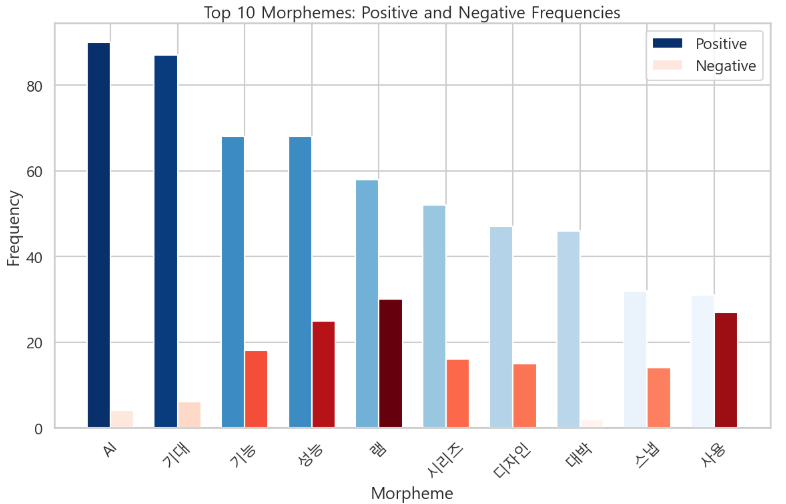 Top 10 Morphemes: Positive and Negative Frequencies
Positive
Negative
Frequency
80
60
40
20
0
AI
기대
기능
성능
램
시리즈
디자인
대박
스냅
사용
Morpheme